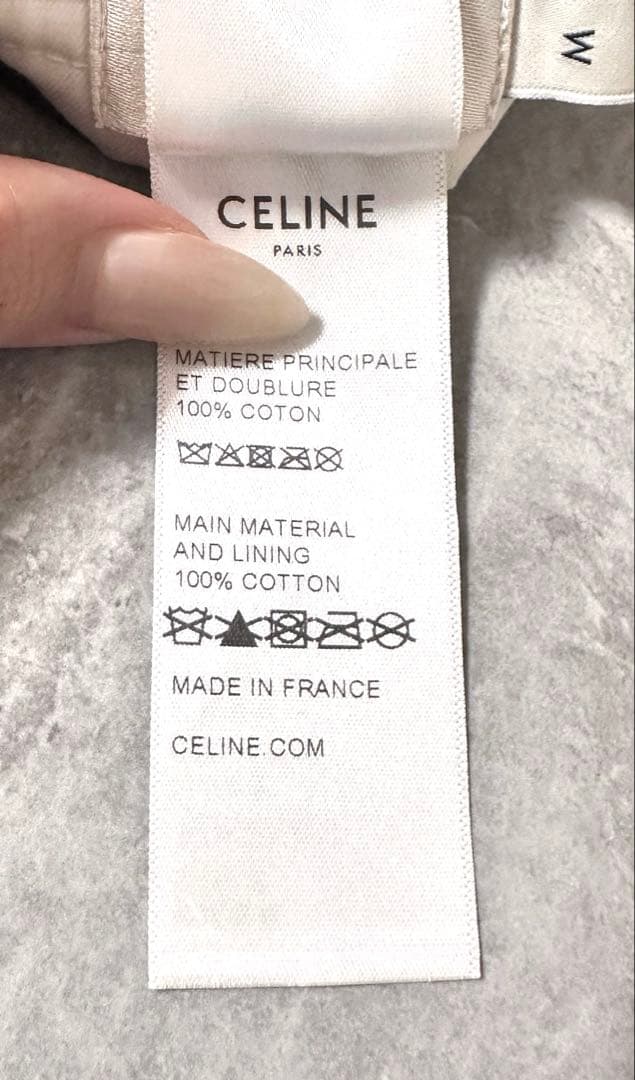 M
CELINE
PARIS
MATIERE PRINCIPALE
ET DOUBLURE
100% COTON
MAIN MATERIAL
AND LINING
100% COTTON
MADE IN FRANCE
CELINE.COM